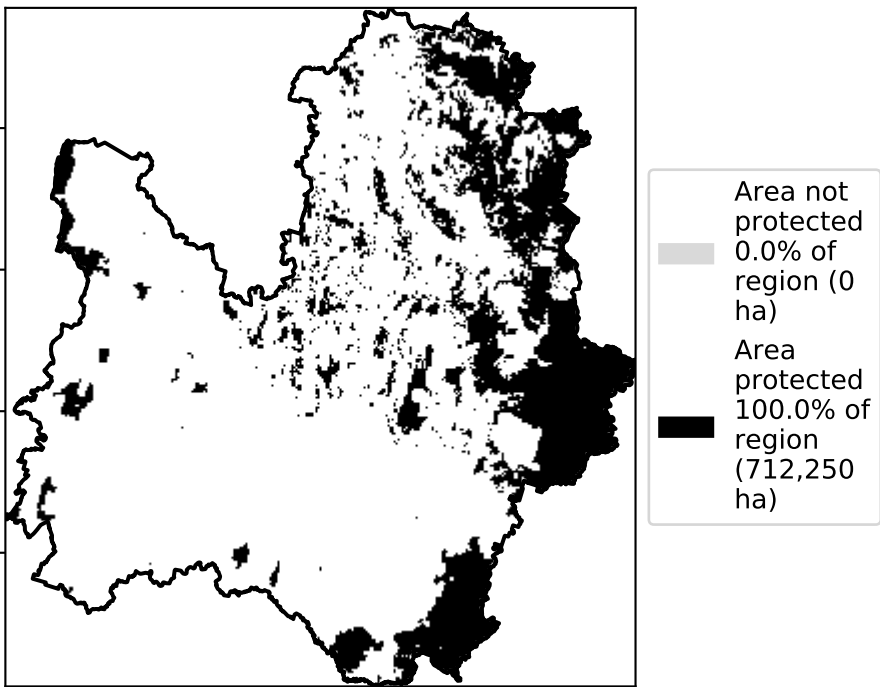 Area not
protected
0.0% of
region (0
ha)
Area
protected
100.0% of
region
(712,250
ha)